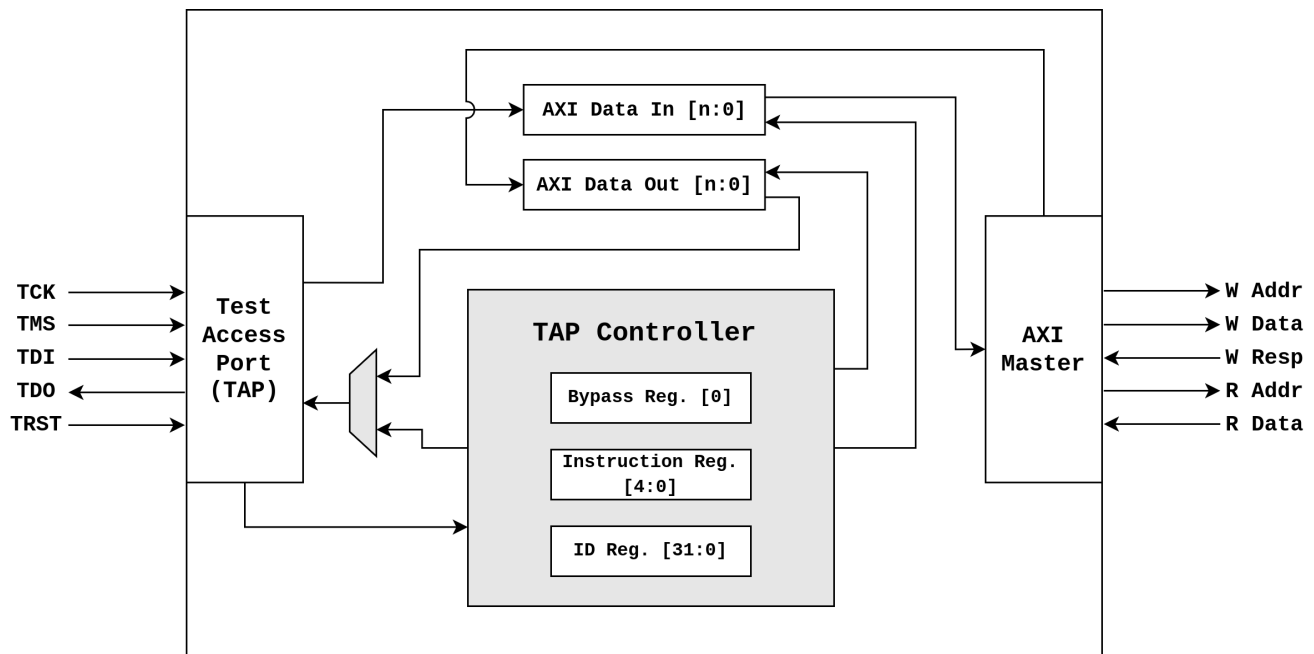 AXI Data In [n:0]
AXI Data Out [n:0]
TCK
TMS
TDI
TDO
TRST
Test
Access
Port
(TAP)
TAP Controller
Bypass Reg. [0]
Instruction Reg.
[4:0]
ID Reg. [31:0]
AXI
Master
W Addr
W Data
W Resp
R Addr
R Data